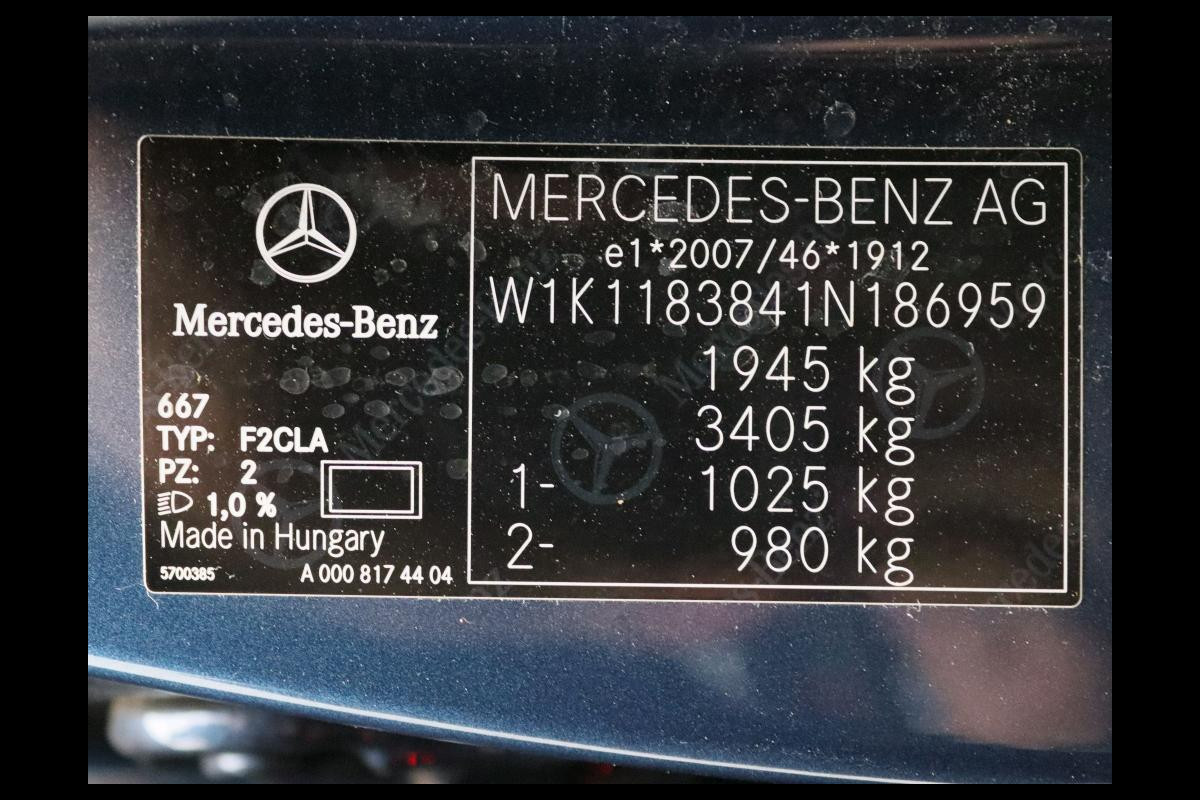 Mercedes-Benz
667
TYP: F2CLA
PZ: 2
1,0 %
Made in Hungary
5700385 A 000 817 44 04
MERCEDES-BENZ AG
e1*2007/46*1912
W1K1183841N186959
1945 kg
3405 kg
1- 1025 kg
2- 980 kg